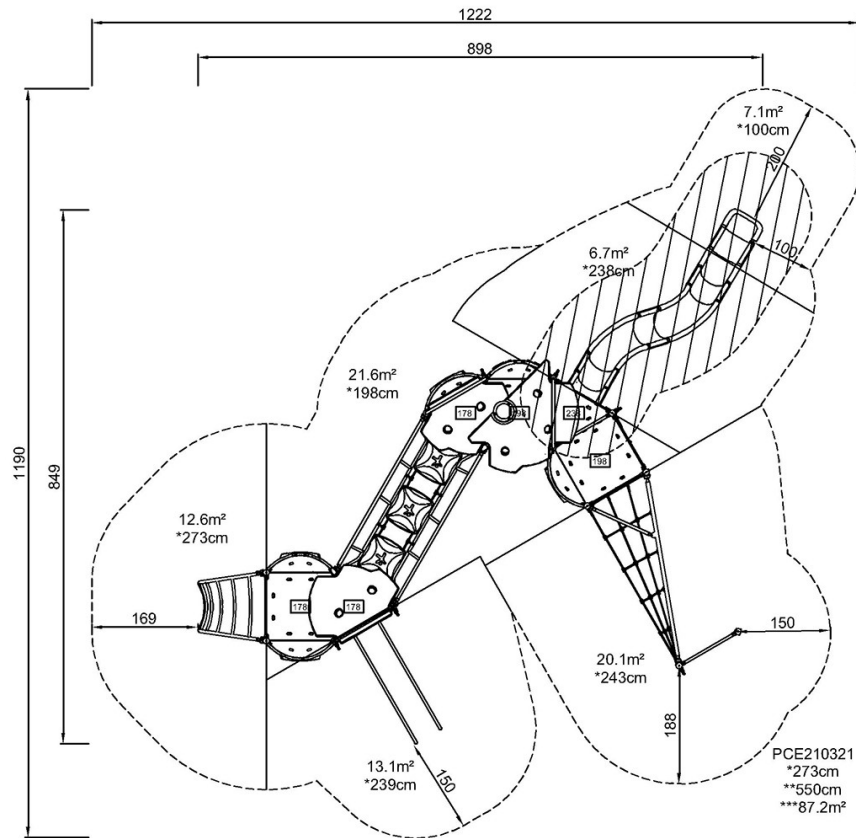 1222
898
7.1m²
*100cm
200
100
6.7m²
*238cm
1190
849
21.6m²
*198cm
178
198
198
12.6m²
*273cm
178
178
169
150
20.1m²
*243cm
188
13.1m²
*239cm
150
PCE210321
*273cm
**550cm
***87.2m²